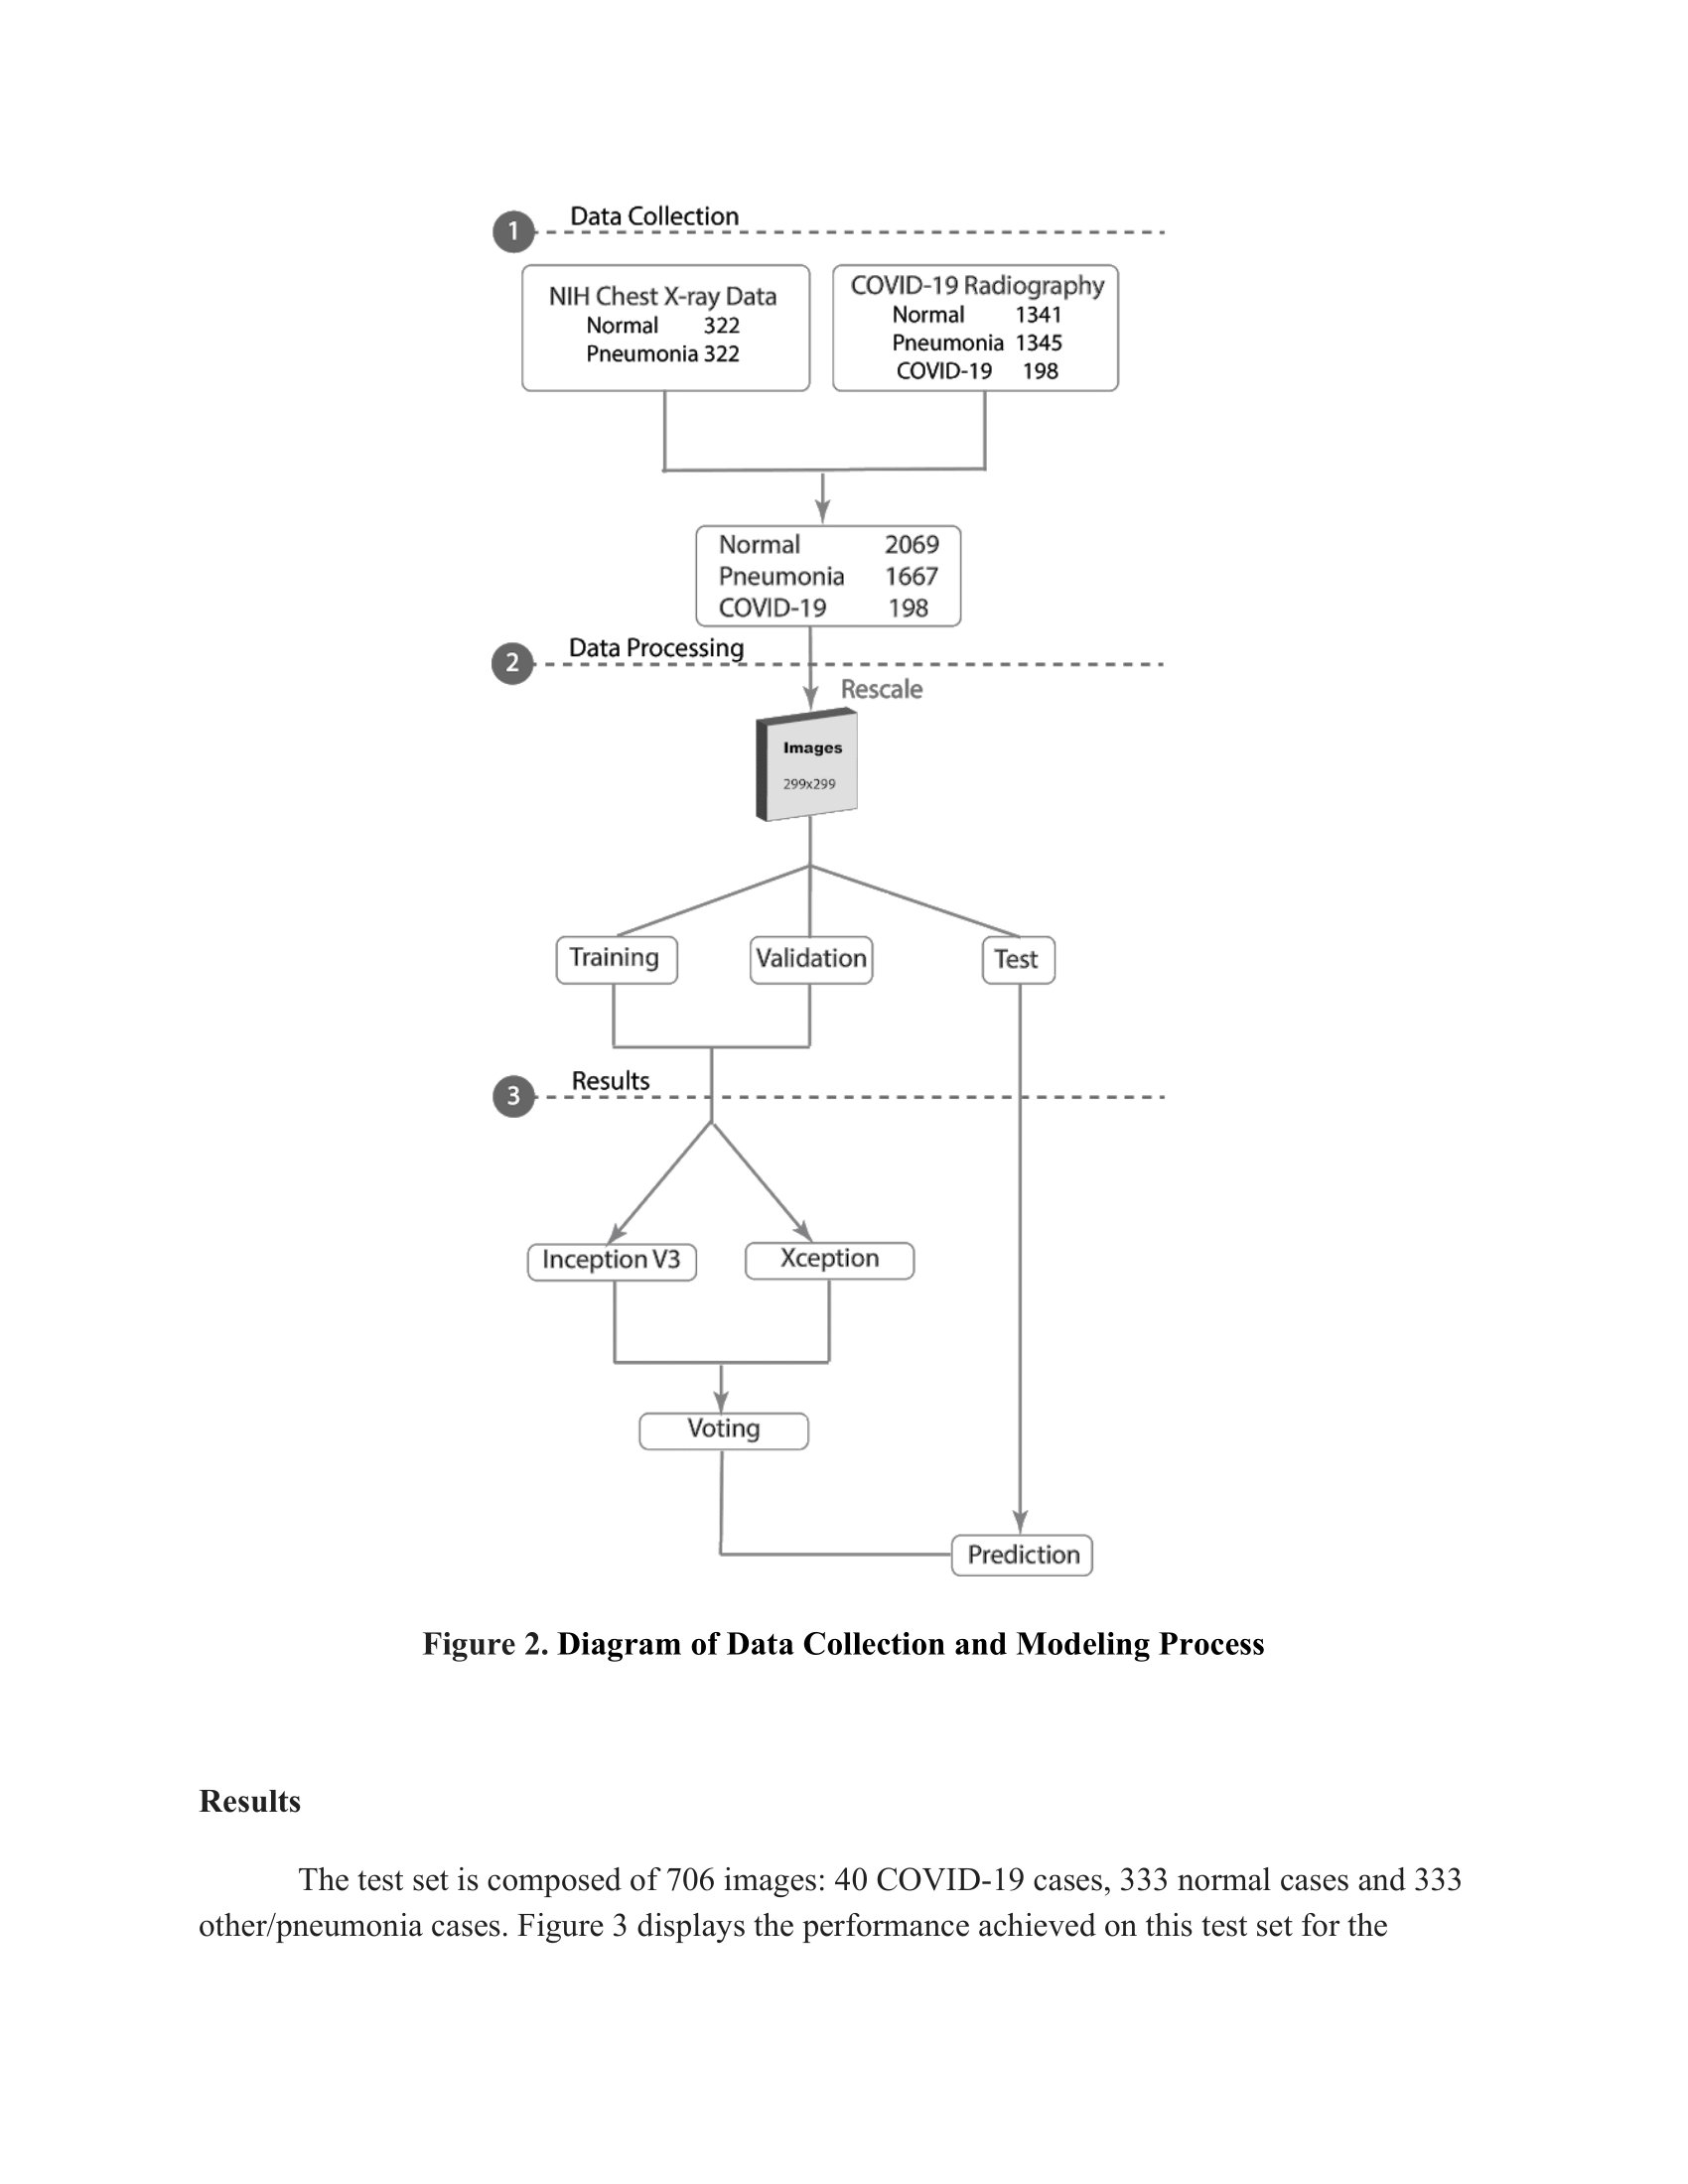 1 Data Collection
NIH Chest X-ray Data
Normal 322
Pneumonia 322
COVID-19 Radiography
Normal 1341
Pneumonia 1345
COVID-19 198
Normal 2069
Pneumonia 1667
COVID-19 198
2 Data Processing
Rescale
Images
299x299
Training Validation Test
3 Results
Inception V3 Xception
Voting
Prediction
Figure 2. Diagram of Data Collection and Modeling Process
Results
The test set is composed of 706 images: 40 COVID-19 cases, 333 normal cases and 333
other/pneumonia cases. Figure 3 displays the performance achieved on this test set for the